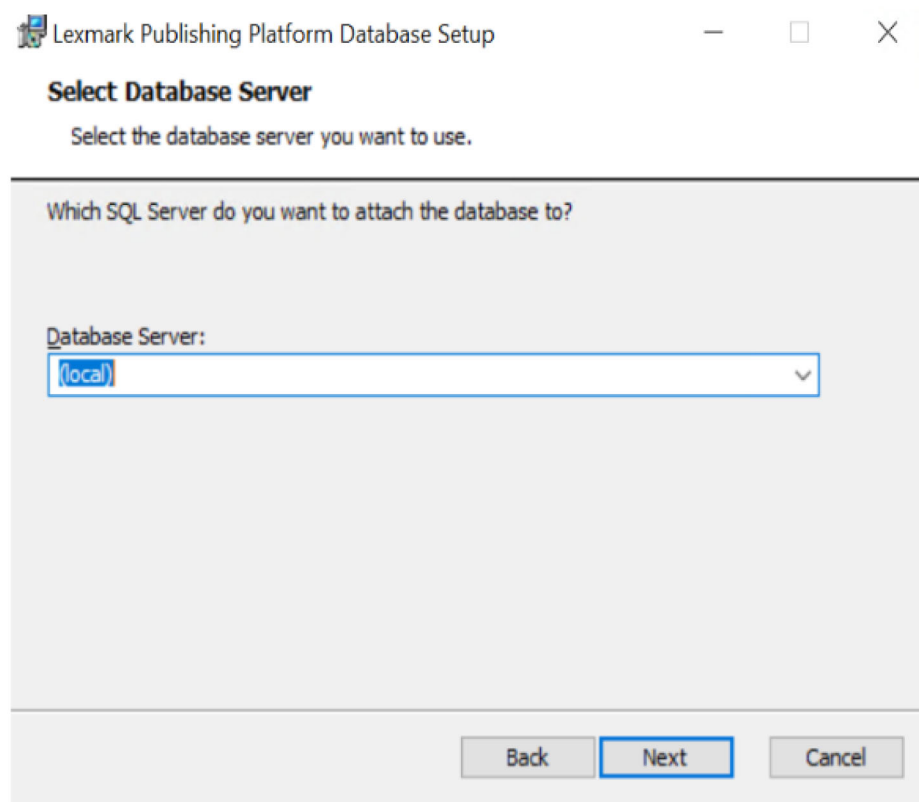 Lexmark Publishing Platform Database Setup
Select Database Server
Select the database server you want to use.
Which SQL Server do you want to attach the database to?
Database Server:
(local)
Back Next Cancel